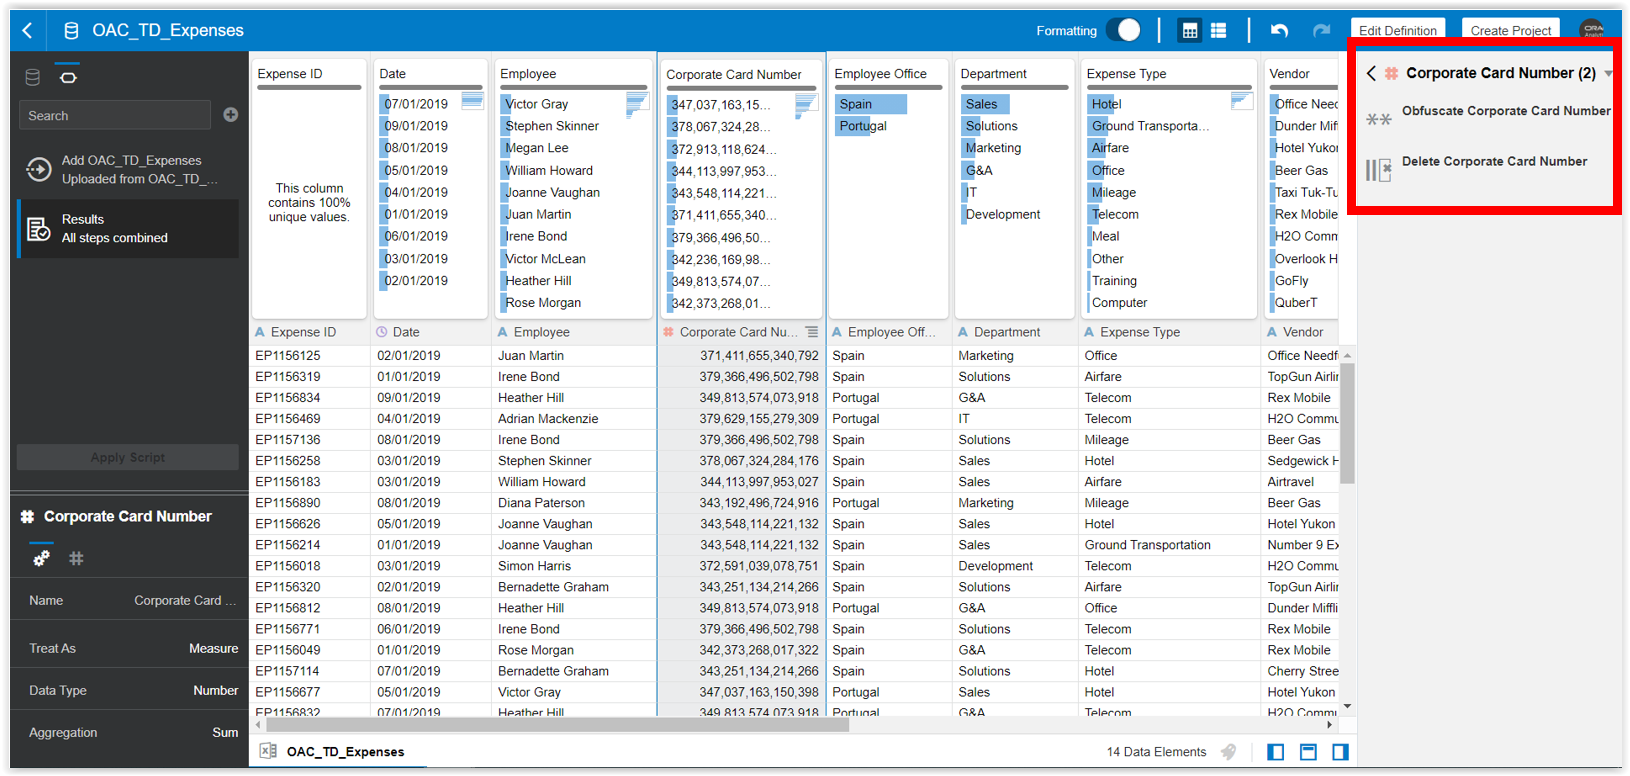 OAC_TD_Expenses
Formatting
Edit Definition
Create Project
Search
Add OAC_TD_Expenses
Uploaded from OAC_TD_...
Results
All steps combined
Apply Script
Corporate Card Number
Name Corporate Card ...
Treat As Measure
Data Type Number
Aggregation Sum
Expense ID
This column
contains 100%
unique values.
Date
07/01/2019
09/01/2019
08/01/2019
05/01/2019
04/01/2019
01/01/2019
06/01/2019
03/01/2019
02/01/2019
Employee
Victor Gray
Stephen Skinner
Megan Lee
William Howard
Joanne Vaughan
Juan Martin
Irene Bond
Victor McLean
Heather Hill
Rose Morgan
Corporate Card Number
347,037,163,15...
378,067,324,28...
372,913,118,624...
344,113,997,953...
343,548,114,221...
371,411,655,340...
379,366,496,50...
342,236,169,98...
349,813,574,07...
342,373,268,01...
Employee Office
Spain
Portugal
Department
Sales
Solutions
Marketing
G&A
IT
Development
Expense Type
Hotel
Ground Transporta...
Airfare
Office
Mileage
Telecom
Meal
Other
Training
Computer
Vendor
Office Need
Dunder Mif
Hotel Yukon
Beer Gas
Taxi Tuk-Tu
Rex Mobile
H2O Comm
Overlook H
GoFly
QuberT
A Expense ID Date A Employee # Corporate Card Nu... A Employee Off... A Department A Expense Type A Vendor
EP1156125 02/01/2019 Juan Martin 371,411,655,340,792 Spain Marketing Office Office Needf
EP1156319 01/01/2019 Irene Bond 379,366,496,502,798 Spain Solutions Airfare TopGun Airlin
EP1156834 09/01/2019 Heather Hill 349,813,574,073,918 Portugal G&A Telecom Rex Mobile
EP1156469 04/01/2019 Adrian Mackenzie 379,629,155,279,309 Portugal IT Telecom H2O Commu
EP1157136 08/01/2019 Irene Bond 379,366,496,502,798 Spain Solutions Mileage Beer Gas
EP1156258 03/01/2019 Stephen Skinner 378,067,324,284,176 Spain Sales Hotel Sedgewick H
EP1156183 03/01/2019 William Howard 344,113,997,953,027 Spain Sales Airfare Airtravel
EP1156890 08/01/2019 Diana Paterson 343,192,496,724,916 Portugal Marketing Mileage Beer Gas
EP1156626 05/01/2019 Joanne Vaughan 343,548,114,221,132 Spain Sales Hotel Hotel Yukon
EP1156214 01/01/2019 Joanne Vaughan 343,548,114,221,132 Spain Sales Ground Transportation Number 9 Ex
EP1156018 03/01/2019 Simon Harris 372,591,039,078,751 Spain Development Telecom H2O Commu
EP1156320 02/01/2019 Bernadette Graham 343,251,134,214,266 Spain Solutions Airfare TopGun Airlin
EP1156812 08/01/2019 Heather Hill 349,813,574,073,918 Portugal G&A Office Dunder Miffli
EP1156771 06/01/2019 Irene Bond 379,366,496,502,798 Spain Solutions Telecom Rex Mobile
EP1156049 01/01/2019 Rose Morgan 342,373,268,017,322 Spain G&A Telecom Rex Mobile
EP1157114 07/01/2019 Bernadette Graham 343,251,134,214,266 Spain Solutions Hotel Cherry Stree
EP1156677 05/01/2019 Victor Gray 347,037,163,150,398 Portugal Sales Hotel Hotel Yukon
EP1156832 07/01/2019 Heather Hill 349,813,574,073,918 Portugal G&A Telecom H2O Commu
OAC_TD_Expenses
14 Data Elements
# Corporate Card Number (2)
Obfuscate Corporate Card Number
Delete Corporate Card Number